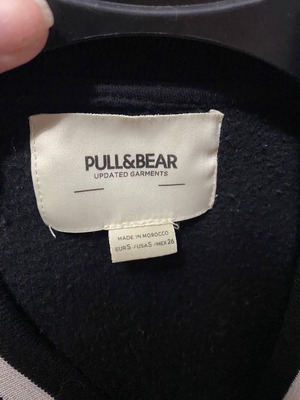 PULL&BEAR
UPDATED GARMENTS
MADE IN MOROCCO
EUR S / USA S / MEX 26